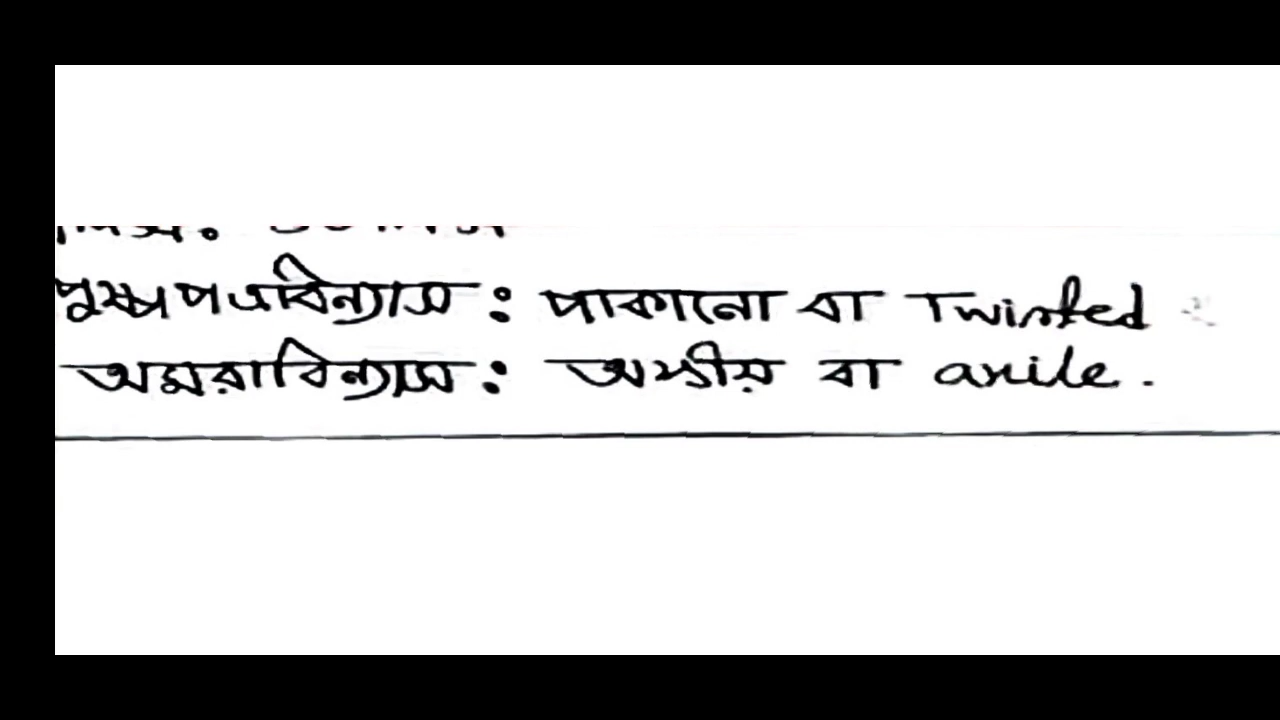 পুষ্পপত্রবিন্যাস : পাকানো বা Twisted
অমরাবিন্যাস : অক্ষীয় বা axile.